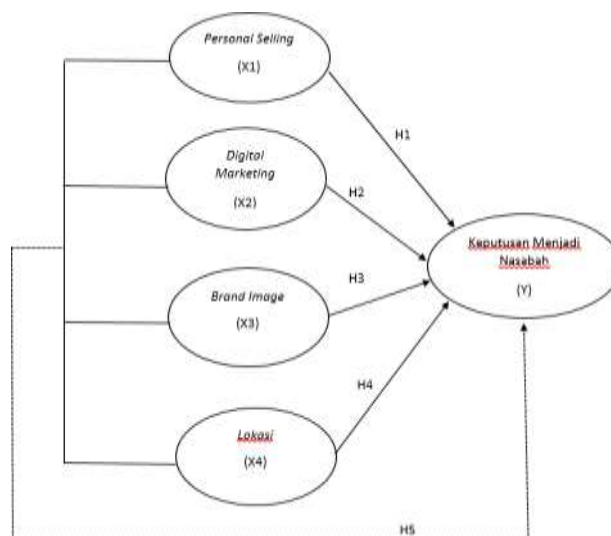 Personal Selling
(X1)
H1
Digital
Marketing
(X2)
H2
Keputusan Menjadi
Nasabah
(Y)
Brand Image
(X3)
H3
H4
Lokasi
(X4)
H5